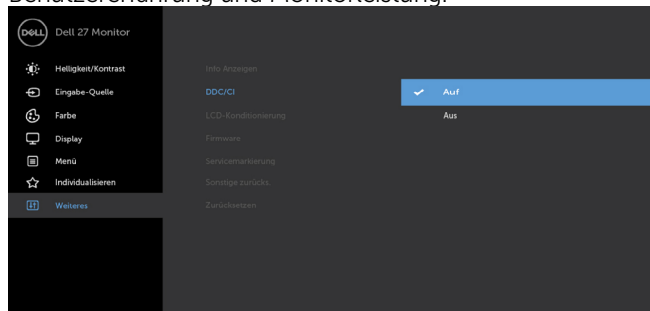 Benutzererfahrung und Monitorleistung.
DELL Dell 27 Monitor
Helligkeit/Kontrast
Info Anzeigen
Eingabe-Quelle
DDC/CI
Auf
Farbe
LCD-Konditionierung
Aus
Display
Firmware
Menü
Servicemarkierung
Individualisieren
Sonstige zurücks.
Weiteres
Zurücksetzen